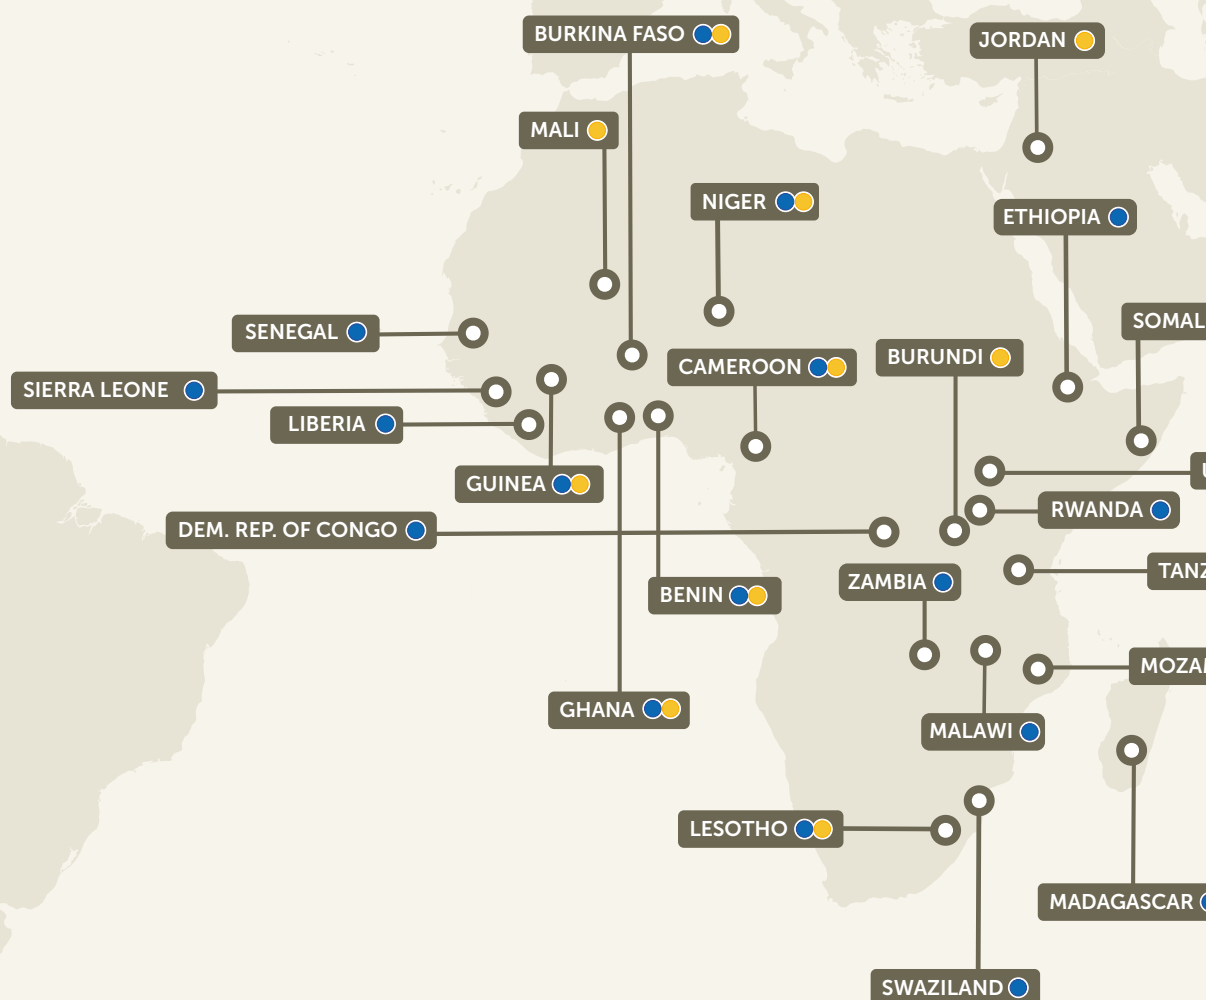 BURKINA FASO
JORDAN
MALI
NIGER
ETHIOPIA
SOMAL
SENEGAL
CAMEROON
BURUNDI
SIERRA LEONE
LIBERIA
GUINEA
RWANDA
DEM. REP. OF CONGO
TANZ
ZAMBIA
BENIN
MOZAM
GHANA
MALAWI
LESOTHO
MADAGASCAR
SWAZILAND